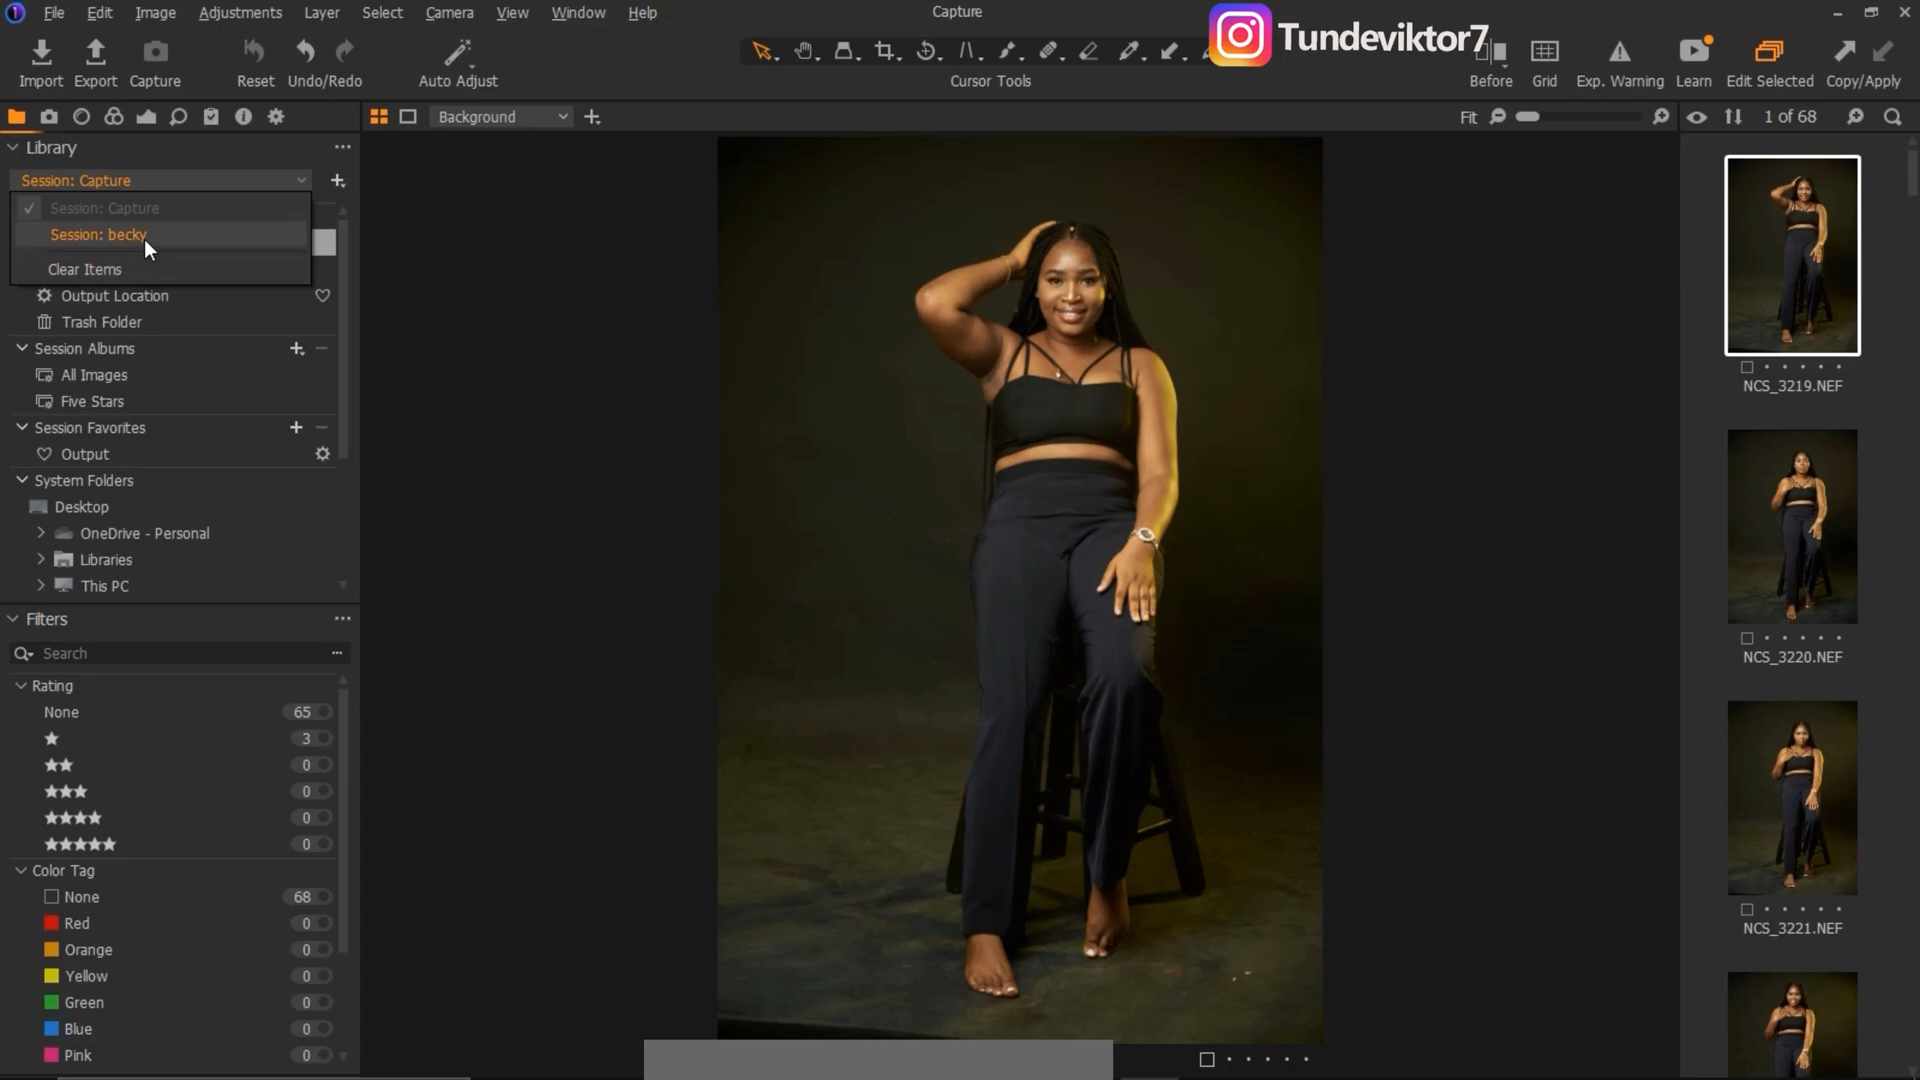 File Edit Image Adjustments Layer Select Camera View Window Help
Capture
Tundeviktor7
Import Export Capture Reset Undo/Redo Auto Adjust
Cursor Tools
Before Grid Exp. Warning Learn Edit Selected Copy/Apply
Background
Fit
1 of 68
Library
Session: Capture
Session: Capture
Session: becky
Clear Items
Output Location
Trash Folder
Session Albums
All Images
Five Stars
Session Favorites
Output
System Folders
Desktop
OneDrive - Personal
Libraries
This PC
Filters
Search
Rating
None 65
3
0
0
0
0
Color Tag
None 68
Red 0
Orange 0
Yellow 0
Green 0
Blue 0
Pink 0
NCS_3219.NEF
NCS_3220.NEF
NCS_3221.NEF